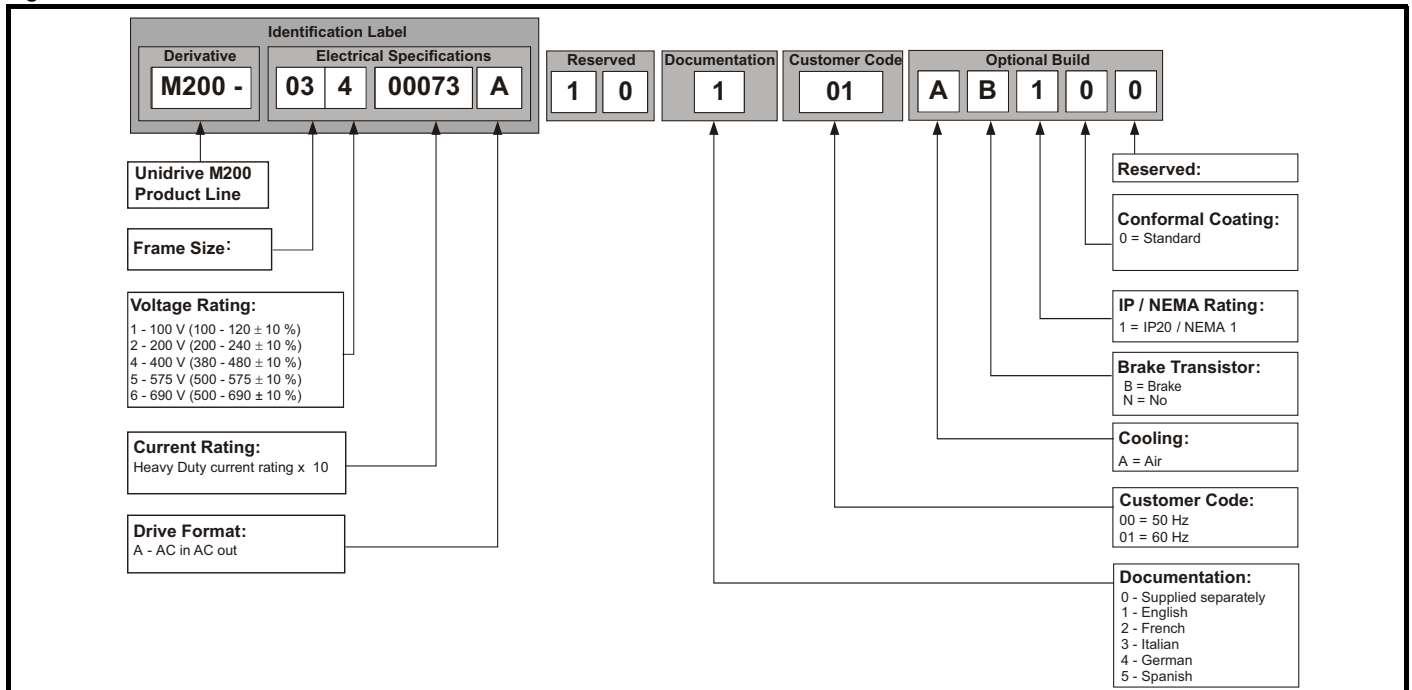 Identification Label
Derivative
Electrical Specifications
Reserved
Documentation
Customer Code
Optional Build
M200 -
03
4
00073
A
1
0
1
01
A
B
1
0
0
Unidrive M200
Product Line
Frame Size:
Voltage Rating:
1 - 100 V (100 - 120 ± 10 %)
2 - 200 V (200 - 240 ± 10 %)
4 - 400 V (380 - 480 ± 10 %)
5 - 575 V (500 - 575 ± 10 %)
6 - 690 V (500 - 690 ± 10 %)
Current Rating:
Heavy Duty current rating x 10
Drive Format:
A - AC in AC out
Reserved:
Conformal Coating:
0 = Standard
IP / NEMA Rating:
1 = IP20 / NEMA 1
Brake Transistor:
B = Brake
N = No
Cooling:
A = Air
Customer Code:
00 = 50 Hz
01 = 60 Hz
Documentation:
0 - Supplied separately
1 - English
2 - French
3 - Italian
4 - German
5 - Spanish